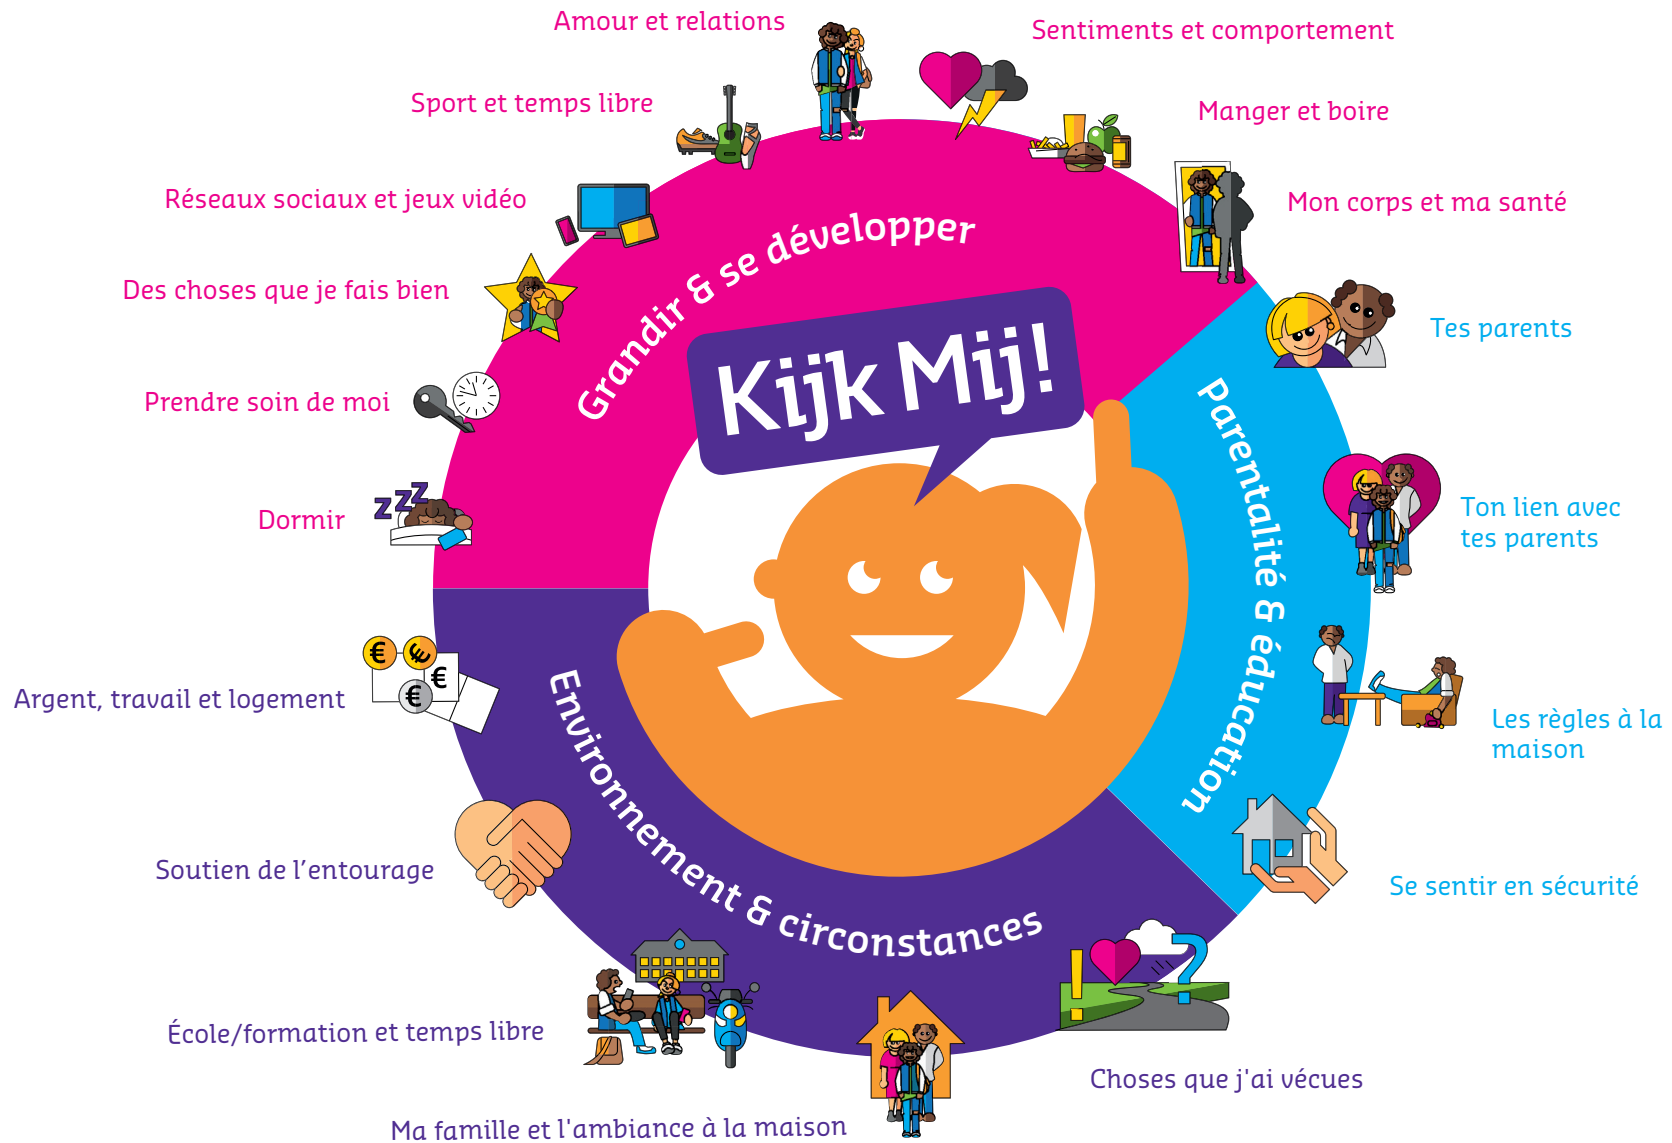 Amour et relations
Sentiments et comportement
Sport et temps libre
Manger et boire
Réseaux sociaux et jeux vidéo
Mon corps et ma santé
Des choses que je fais bien
Tes parents
Prendre soin de moi
Dormir
Ton lien avec
tes parents
Argent, travail et logement
Les règles à la
maison
Soutien de l’entourage
Se sentir en sécurité
École/formation et temps libre
Choses que j'ai vécues
Ma famille et l'ambiance à la maison
Grandir & se développer
Parentalité & éducation
Environnement & circonstances
Kijk Mij!
zzz
€
€
€
€
!
?